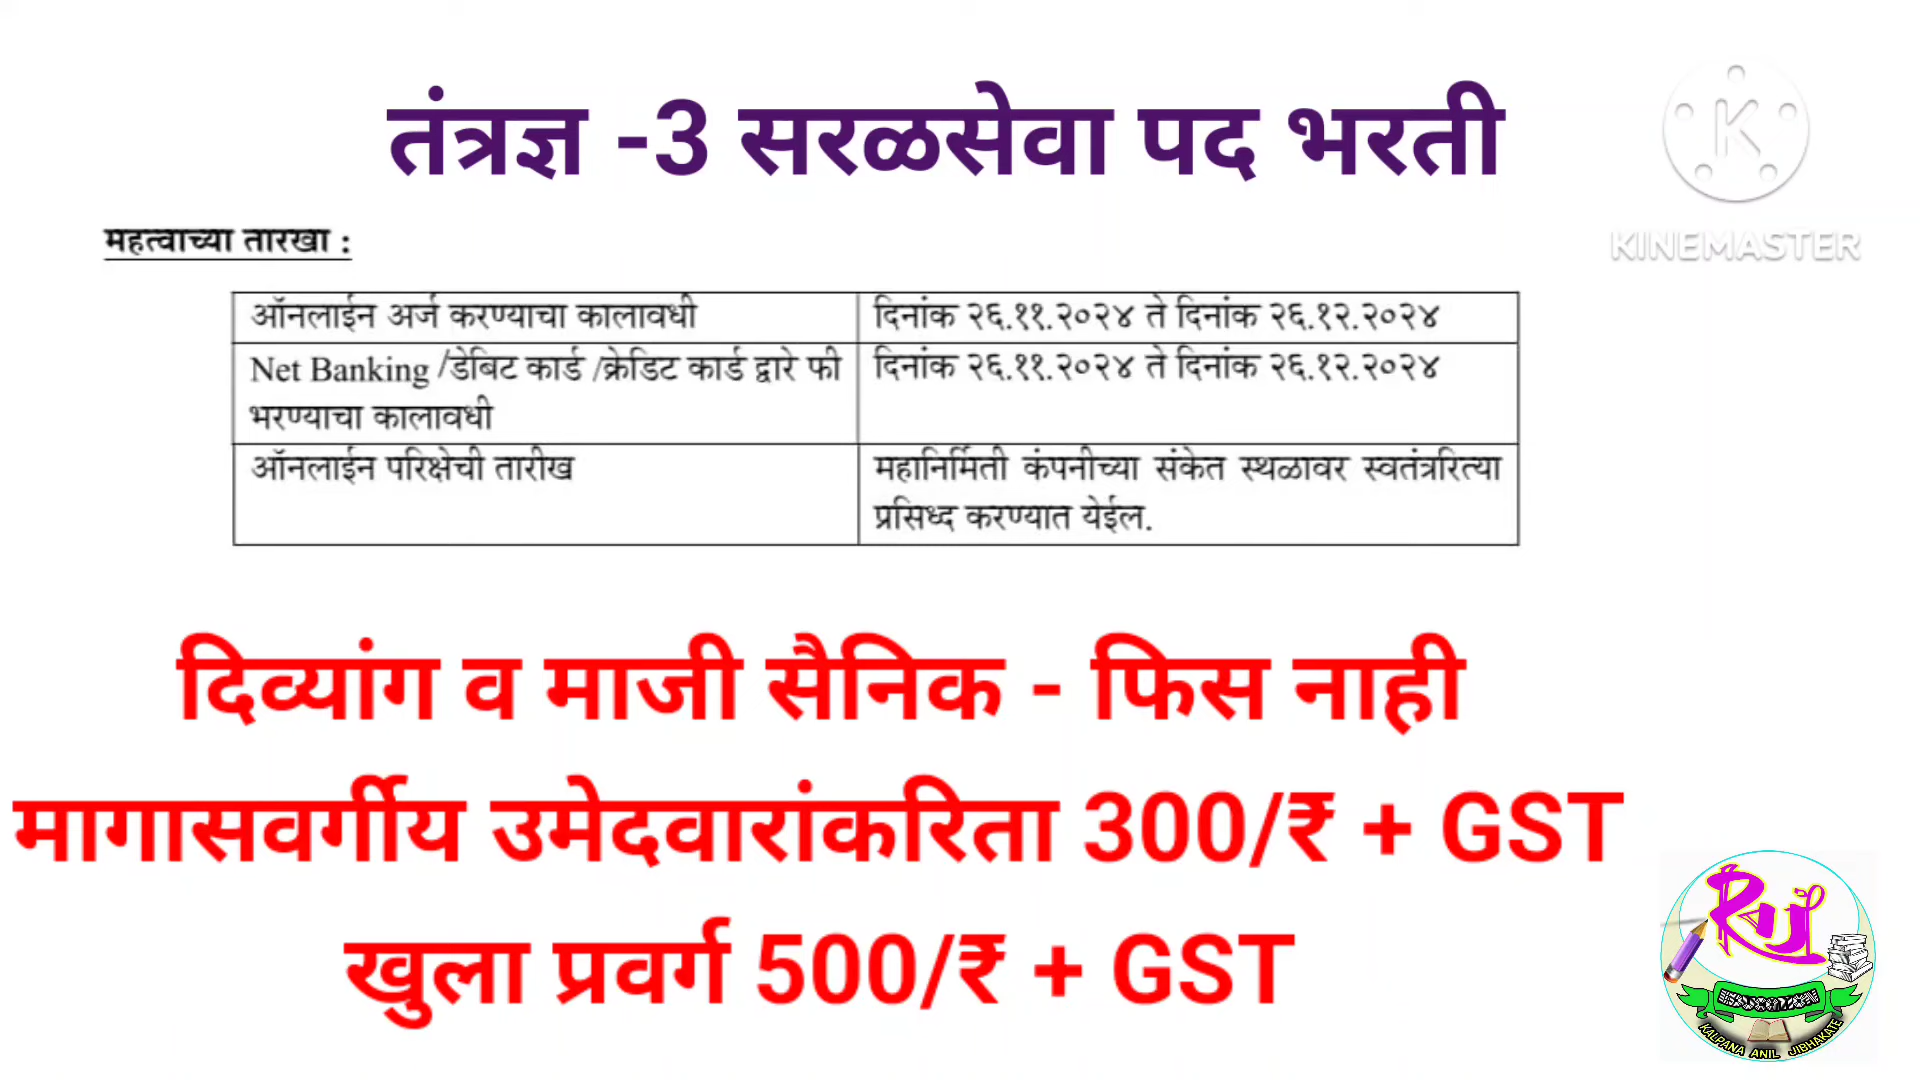 तंत्रज्ञ -3 सरळसेवा पद भरती
KINEMASTER
महत्वाच्या तारखा :
ऑनलाईन अर्ज करण्याचा कालावधी
दिनांक २६.११.२०२४ ते दिनांक २६.१२.२०२४
Net Banking /डेबिट कार्ड /क्रेडिट कार्ड द्वारे फी
भरण्याचा कालावधी
दिनांक २६.११.२०२४ ते दिनांक २६.१२.२०२४
ऑनलाईन परिक्षेची तारीख
महानिर्मिती कंपनीच्या संकेत स्थळावर स्वतंत्ररित्या
प्रसिध्द करण्यात येईल.
दिव्यांग व माजी सैनिक - फिस नाही
मागासवर्गीय उमेदवारांकरिता 300/₹ + GST
खुला प्रवर्ग 500/₹ + GST
EDUCATION
KALPANA ANIL JIBHAKATE